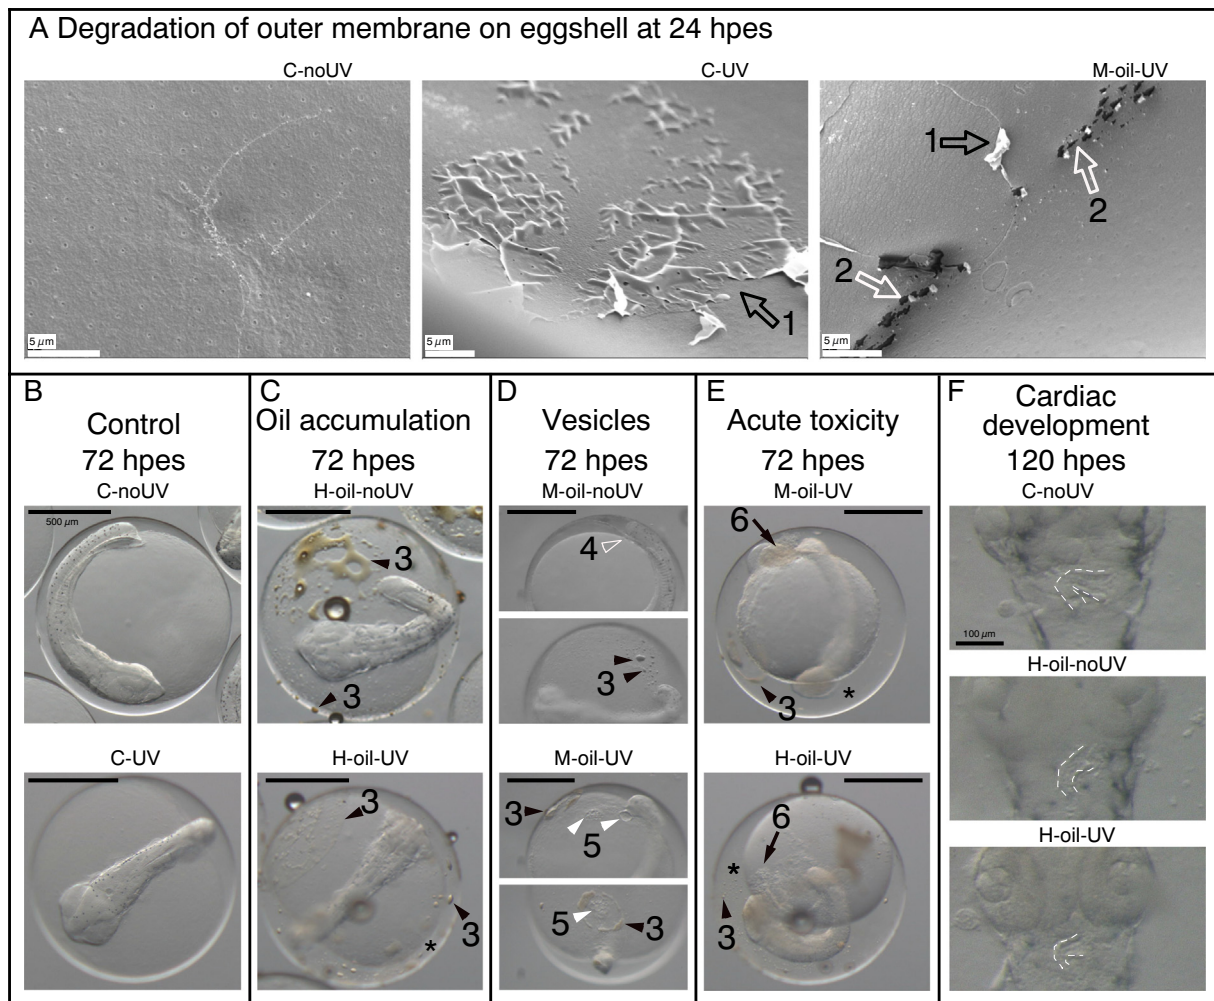 A Degradation of outer membrane on eggshell at 24 hpes
C-noUV
C-UV
M-oil-UV
1
2
2
1
5 µm
5 µm
5 µm
B
C
D
E
F
Control
72 hpes
C-noUV
500 µm
C-UV
Oil accumulation
72 hpes
H-oil-noUV
3
3
H-oil-UV
3
3
*
Vesicles
72 hpes
M-oil-noUV
4
3
M-oil-UV
3
5
5
3
Acute toxicity
72 hpes
M-oil-UV
6
3
*
H-oil-UV
6
*
3
Cardiac
development
120 hpes
C-noUV
100 µm
H-oil-noUV
H-oil-UV